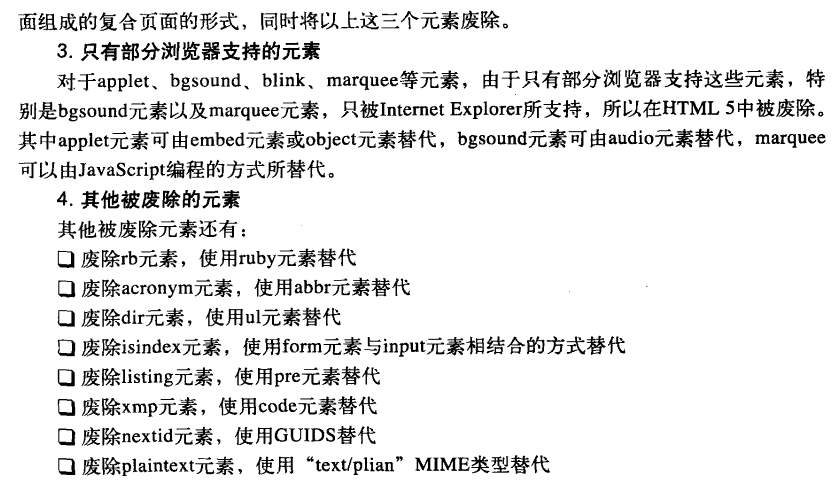 面组成的复合页面的形式，同时将以上这三个元素废除。
3. 只有部分浏览器支持的元素
对于applet、bgsound、blink、marquee等元素，由于只有部分浏览器支持这些元素，特
别是bgsound元素以及marquee元素，只被Internet Explorer所支持，所以在HTML 5中被废除。
其中applet元素可由embed元素或object元素替代，bgsound元素可由audio元素替代，marquee
可以由JavaScript编程的方式所替代。
4. 其他被废除的元素
其他被废除元素还有：
❑ 废除rb元素，使用ruby元素替代
❑ 废除acronym元素，使用abbr元素替代
❑ 废除dir元素，使用ul元素替代
❑ 废除isindex元素，使用form元素与input元素相结合的方式替代
❑ 废除listing元素，使用pre元素替代
❑ 废除xmp元素，使用code元素替代
❑ 废除nextid元素，使用GUIDS替代
❑ 废除plaintext元素，使用“text/plian”MIME类型替代